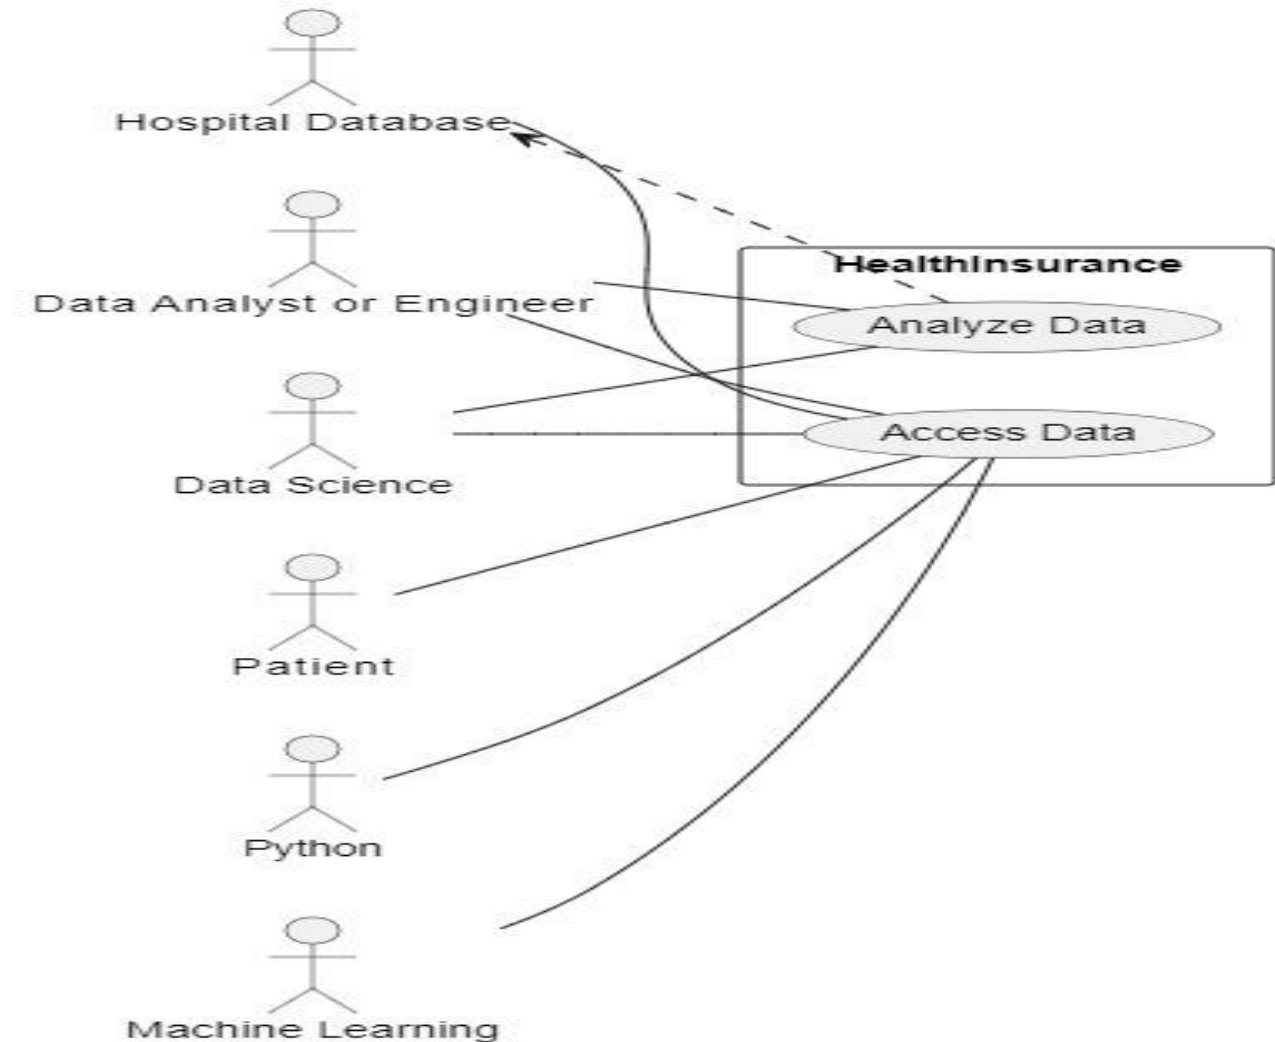 Hospital Database
Data Analyst or Engineer
HealthInsurance
Analyze Data
Access Data
Data Science
Patient
Python
Machine Learning